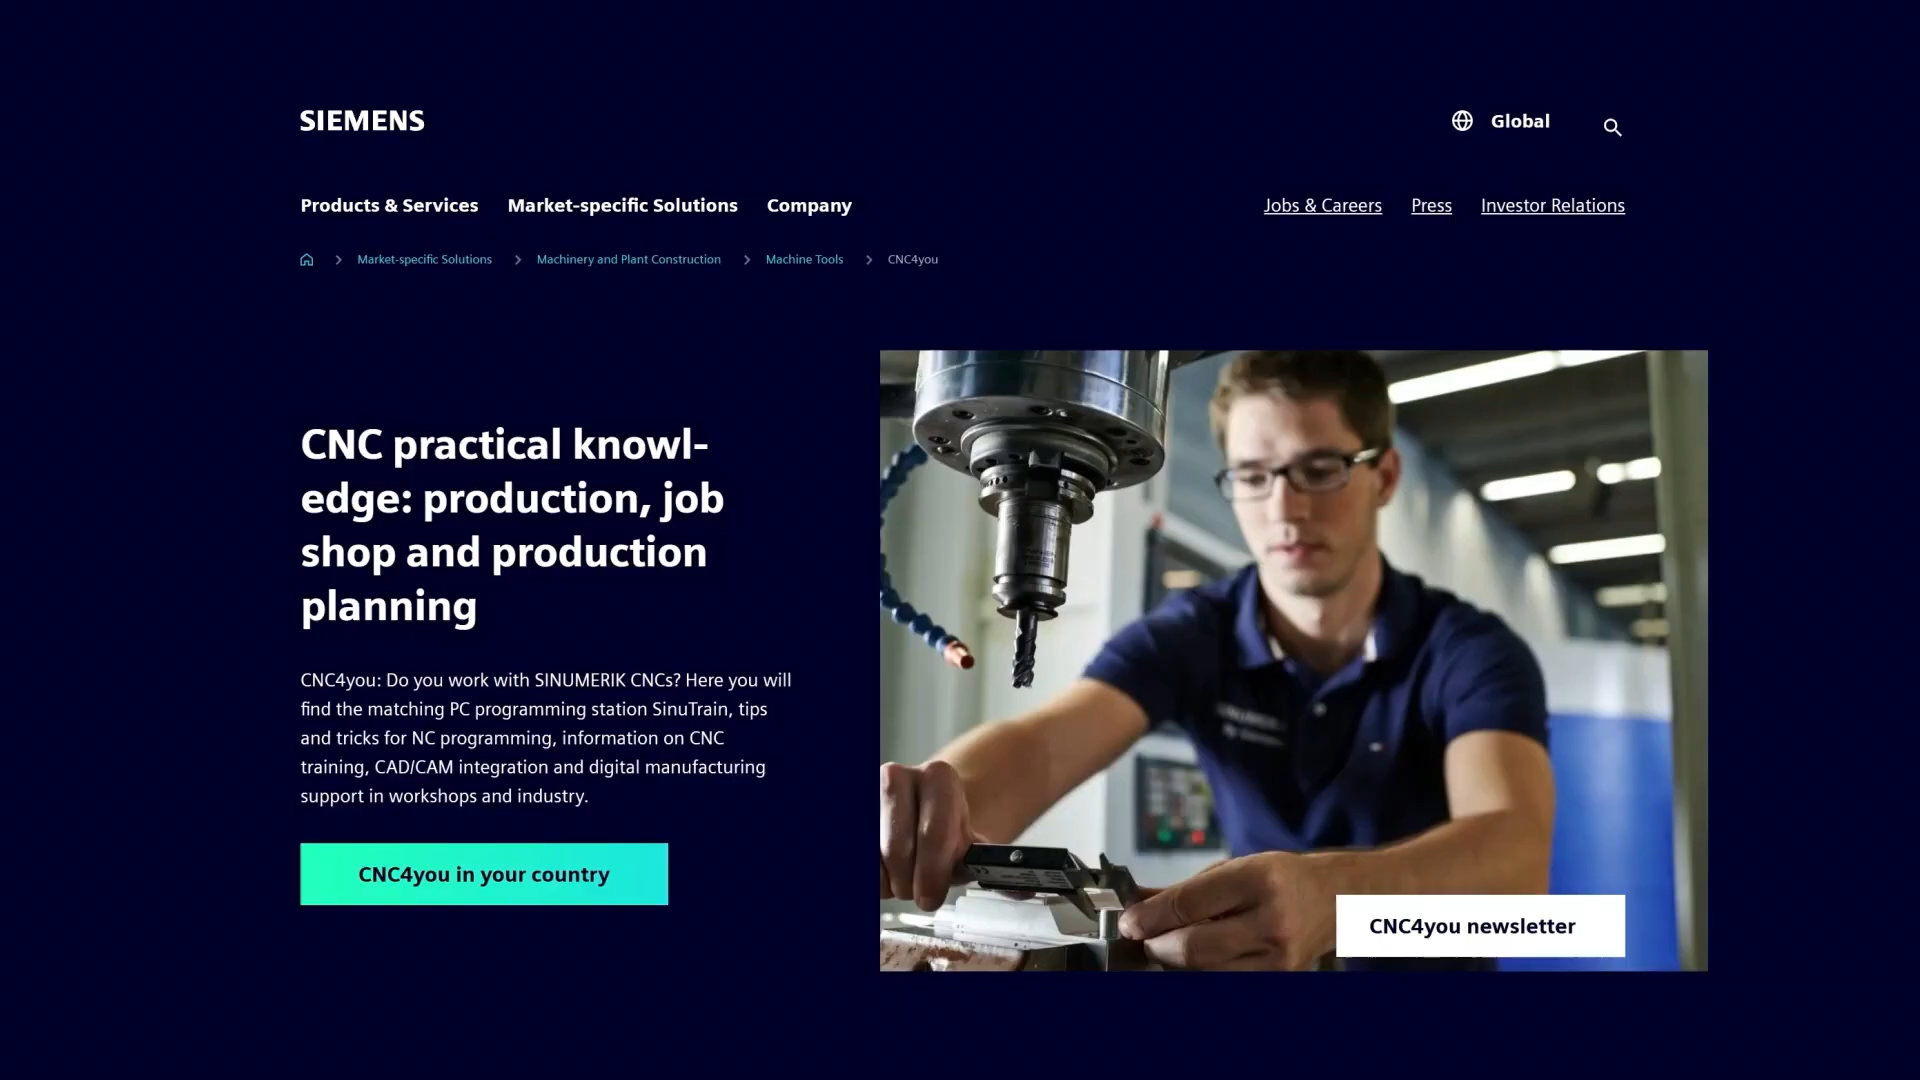 SIEMENS
Global
Products & Services Market-specific Solutions Company
Jobs & Careers Press Investor Relations
Market-specific Solutions Machinery and Plant Construction Machine Tools CNC4you
CNC practical knowl-
edge: production, job
shop and production
planning
CNC4you: Do you work with SINUMERIK CNCs? Here you will
find the matching PC programming station SinuTrain, tips
and tricks for NC programming, information on CNC
training, CAD/CAM integration and digital manufacturing
support in workshops and industry.
CNC4you in your country
CNC4you newsletter